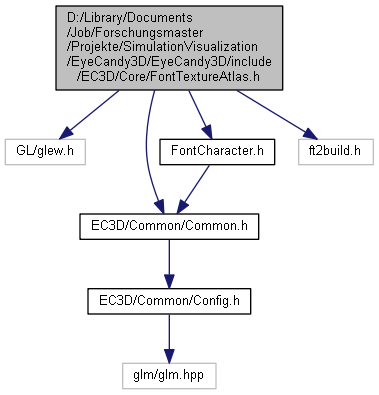 D:/Library/Documents
/Job/Forschungsmaster
/Projekte/SimulationVisualization
/EyeCandy3D/EyeCandy3D/include
/EC3D/Core/FontTextureAtlas.h
GL/glew.h
FontCharacter.h
ft2build.h
EC3D/Common/Common.h
EC3D/Common/Config.h
glm/glm.hpp